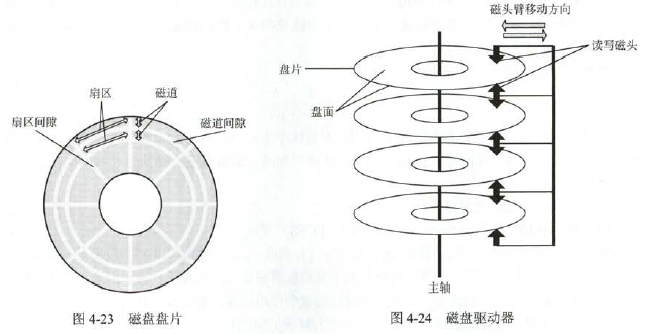 扇区
磁道
扇区间隙
磁道间隙
图 4-23 磁盘盘片
磁头臂移动方向
读写磁头
盘片
盘面
主轴
图 4-24 磁盘驱动器